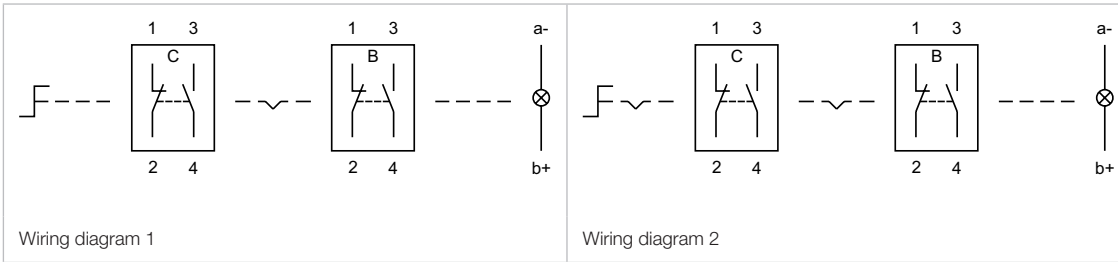 1 3 1 3 a-
C B
2 4 2 4 b+
Wiring diagram 1
1 3 1 3 a-
C B
2 4 2 4 b+
Wiring diagram 2